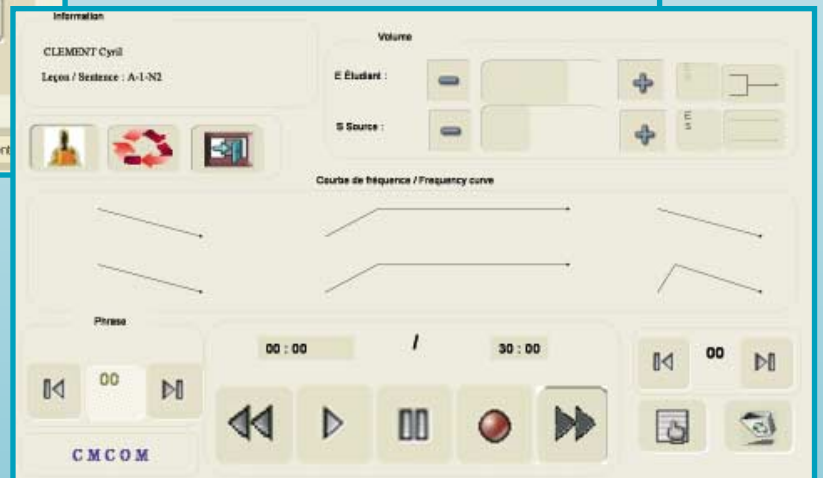 Information
CLEMENT Cyril
Leçon / Sentence : A-1-N2
Volume
E Étudiant :
S Source :
E
S
Courbe de fréquence / Frequency curve
Phrase
00
00 : 00 / 30 : 00
00
CMCOM